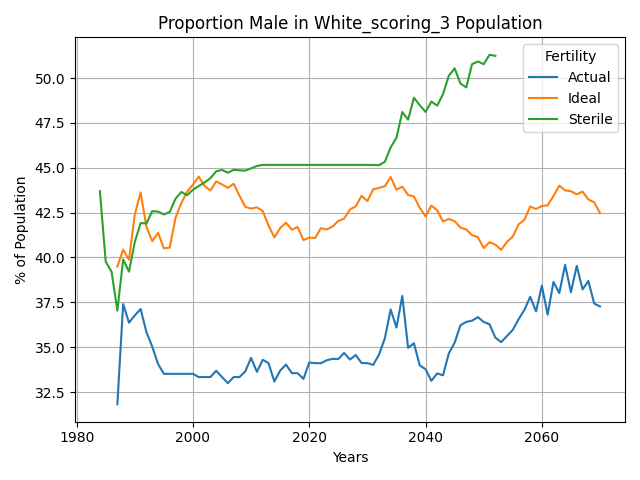 Proportion Male in White_scoring_3 Population
Fertility
Actual
Ideal
Sterile
% of Population
50.0
47.5
45.0
42.5
40.0
37.5
35.0
32.5
1980
2000
2020
2040
2060
Years